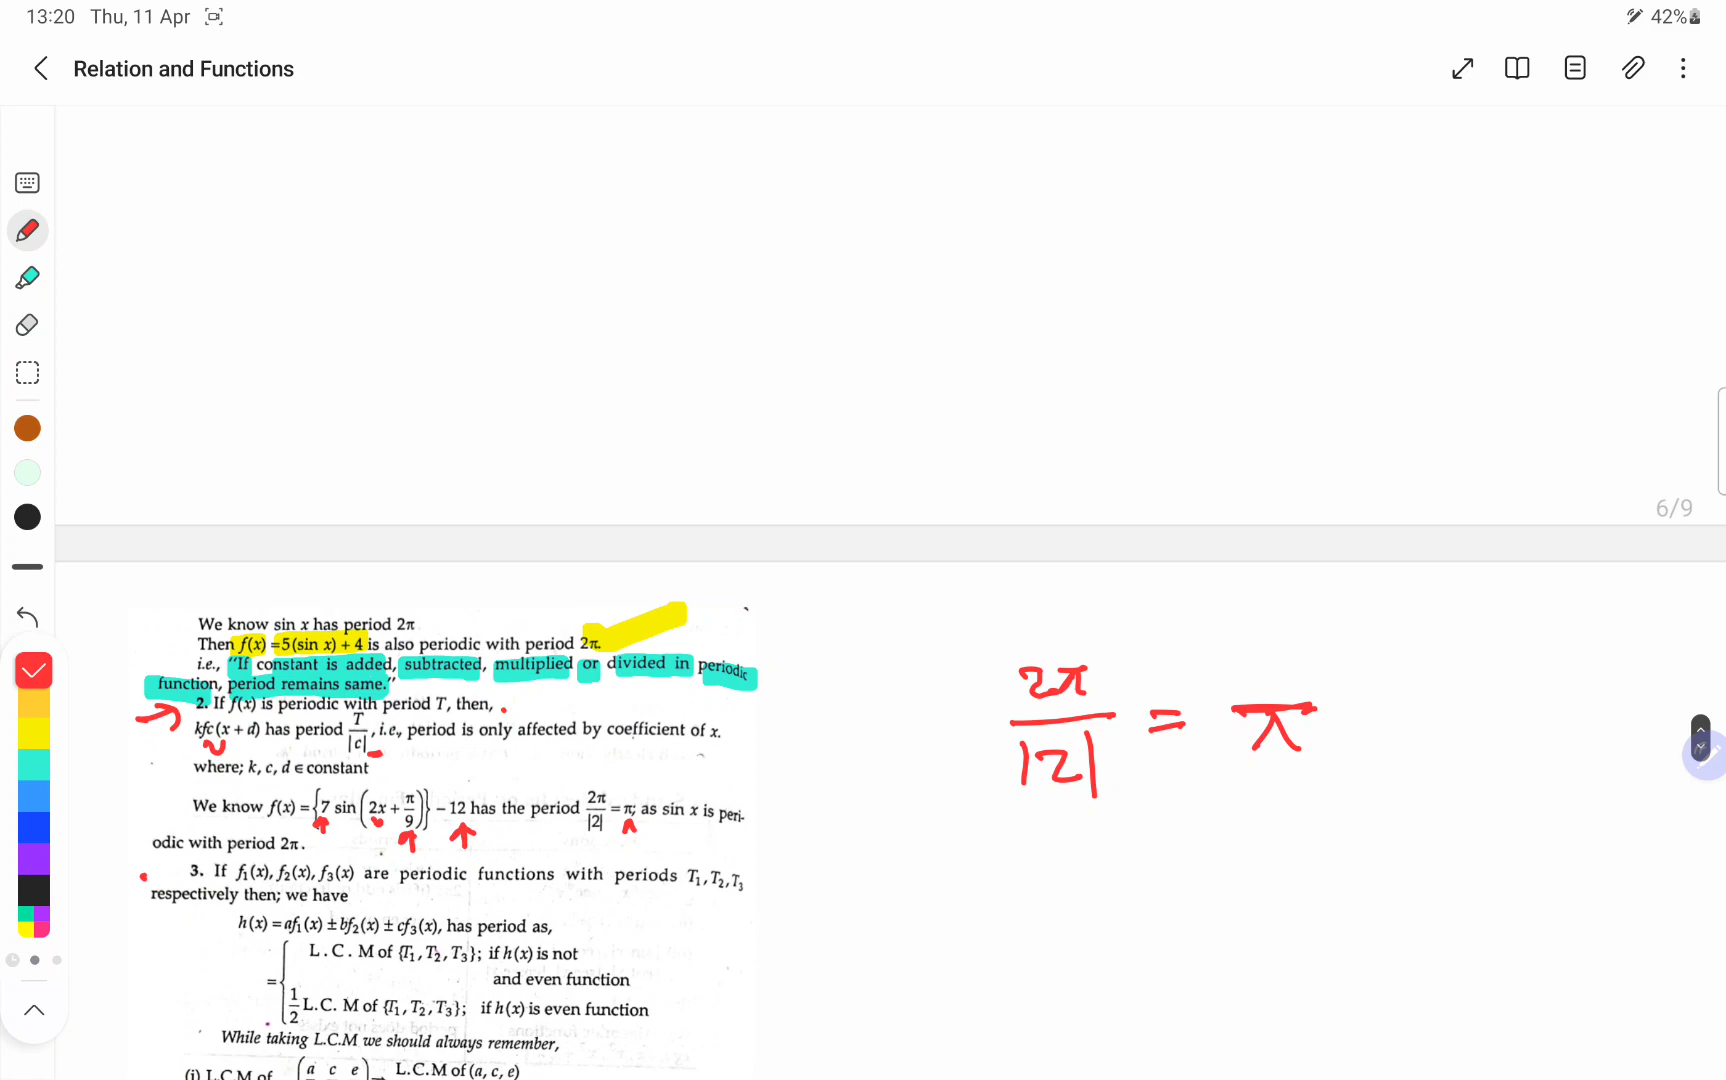 13:20 Thu, 11 Apr
42%
Relation and Functions
6/9
We know sin x has period 2π
Then f(x) =5(sin x) + 4 is also periodic with period 2π.
i.e., "If constant is added, subtracted, multiplied or divided in periodic
function, period remains same."
2. If f(x) is periodic with period T, then,
kfc(x + d) has period T/|c|, i.e., period is only affected by coefficient of x.
where; k, c, d ∈ constant
We know f(x) = {7 sin (2x + π/9)} − 12 has the period 2π/|2| = π; as sin x is peri-
odic with period 2π.
3. If f₁(x), f₂(x), f₃(x) are periodic functions with periods T₁, T₂, T₃
respectively then; we have
h(x) = af₁(x) ± bf₂(x) ± cf₃(x), has period as,
L.C.M of {T₁, T₂, T₃}; if h(x) is not
= { and even function
1/2 L.C. M of {T₁, T₂, T₃}; if h(x) is even function
While taking L.C.M we should always remember,
(i) L.C.M of (a c e = L.C.M of (a, c, e)
2π/|2| = π